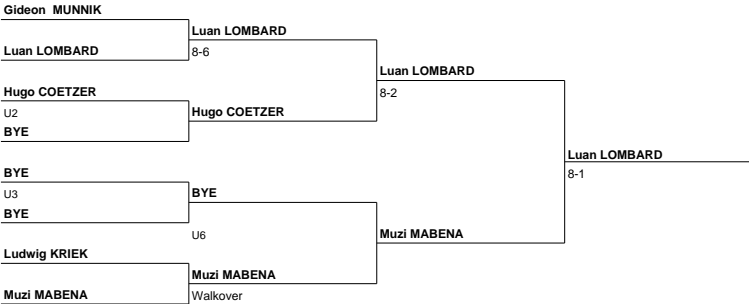 Gideon  MUNNIK
Luan LOMBARD
Luan LOMBARD
8-6
Luan LOMBARD
Hugo COETZER
8-2
U2
Hugo COETZER
BYE
Luan LOMBARD
BYE
8-1
U3
BYE
BYE
U6
Muzi MABENA
Ludwig KRIEK
Muzi MABENA
Muzi MABENA
Walkover